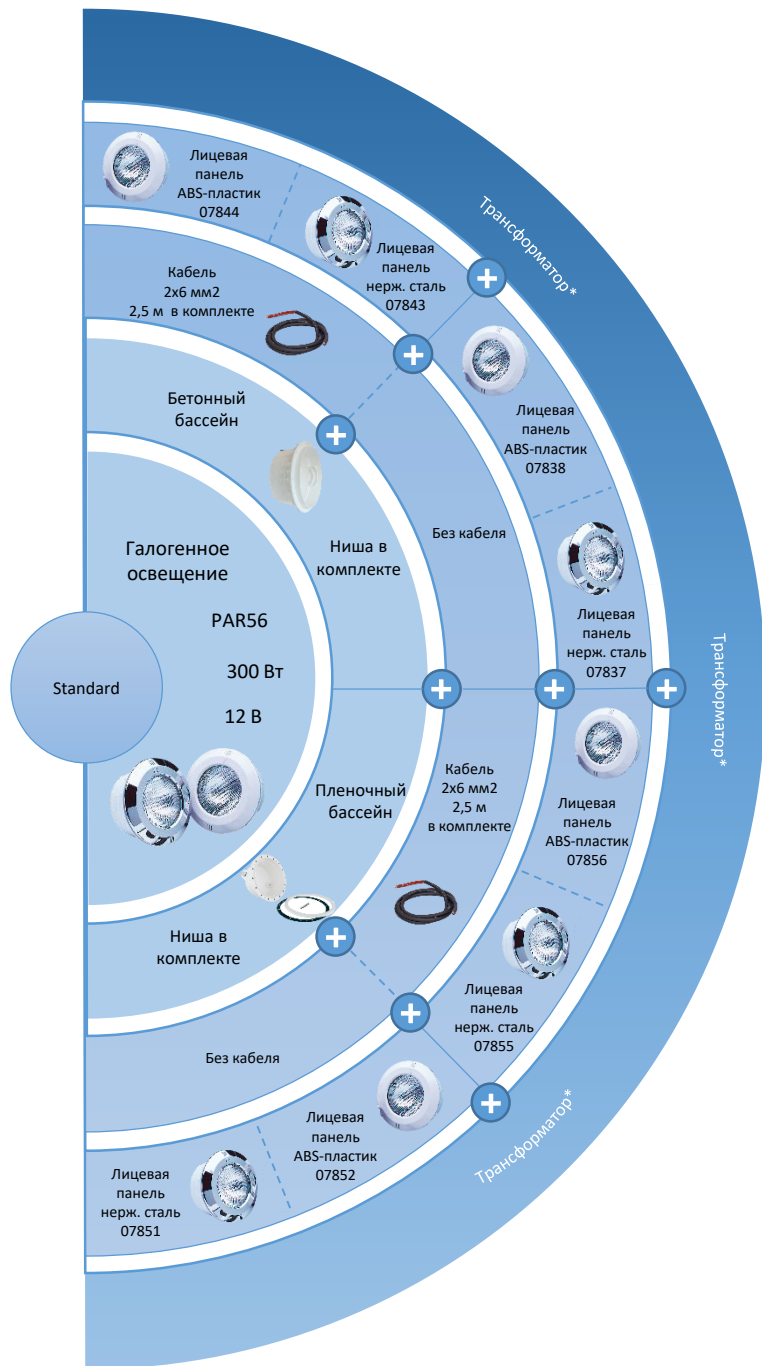 Лицевая
панель
ABS-пластик
07844
Лицевая
панель
нерж. сталь
07843
Трансформатор*
Кабель
2х6 мм2
2,5 м в комплекте
Лицевая
панель
ABS-пластик
07838
Бетонный
бассейн
Без кабеля
Ниша в
комплекте
Галогенное
освещение
PAR56
300 Вт
12 В
Standard
Лицевая
панель
нерж. сталь
07837
Трансформатор*
Пленочный
бассейн
Кабель
2х6 мм2
2,5 м
в комплекте
Лицевая
панель
ABS-пластик
07856
Ниша в
комплекте
Лицевая
панель
нерж. сталь
07855
Без кабеля
Трансформатор*
Лицевая
панель
ABS-пластик
07852
Лицевая
панель
нерж. сталь
07851